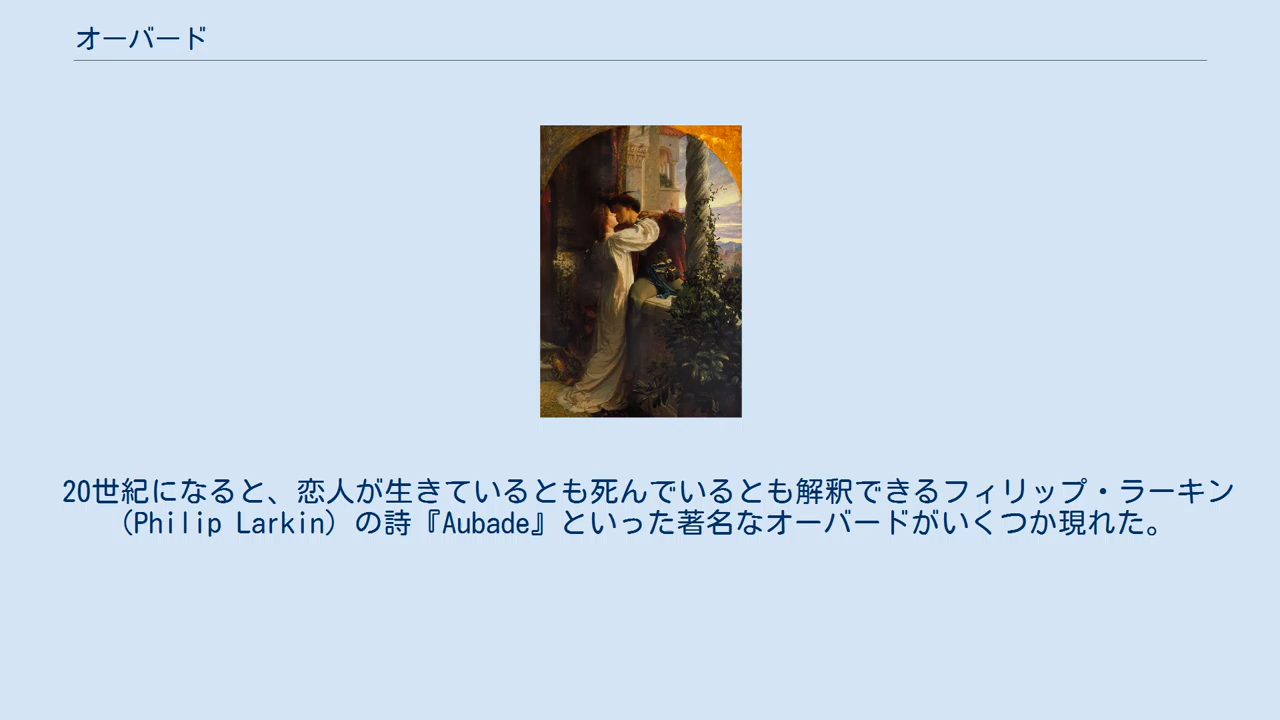 オーバード
20世紀になると、恋人が生きているとも死んでいるとも解釈できるフィリップ・ラーキン
（Philip Larkin）の詩『Aubade』といった著名なオーバードがいくつか現れた。